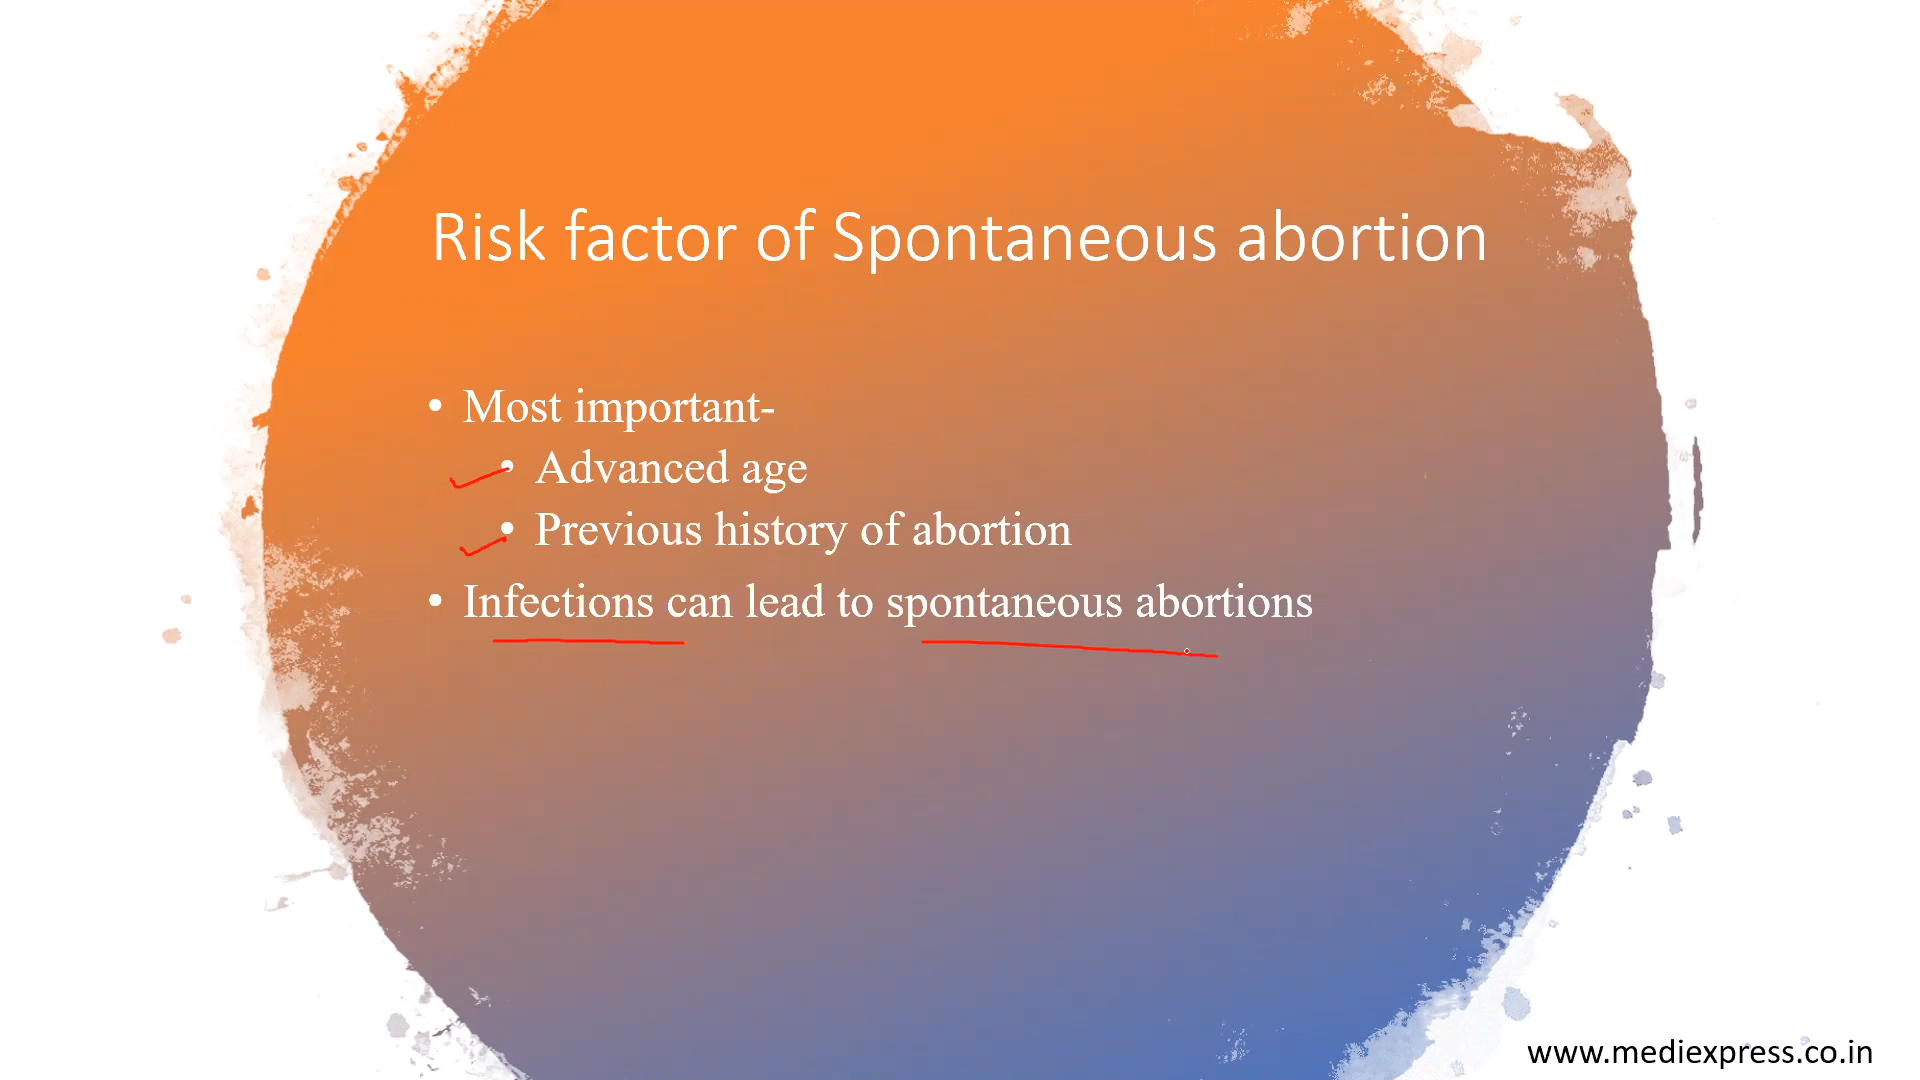 Risk factor of Spontaneous abortion
• Most important-
• Advanced age
• Previous history of abortion
• Infections can lead to spontaneous abortions
www.mediexpress.co.in